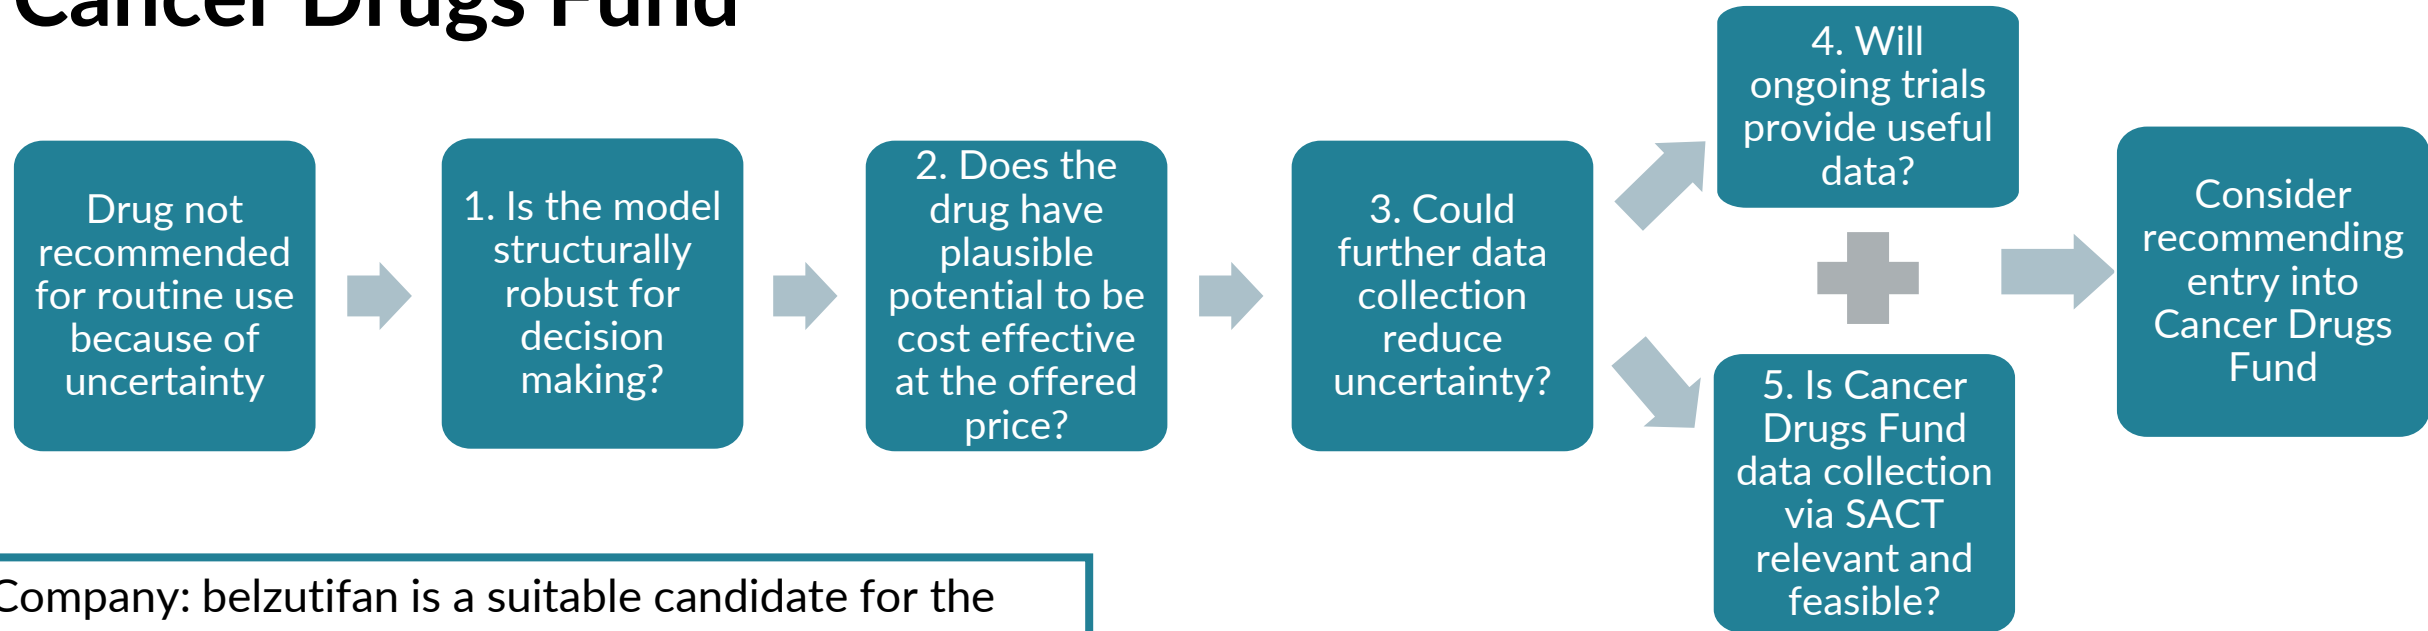 Cancer Drugs Fund
Drug not
recommended
for routine use
because of
uncertainty
1. Is the model
structurally
robust for
decision
making?
2. Does the
drug have
plausible
potential to be
cost effective
at the offered
price?
3. Could
further data
collection
reduce
uncertainty?
4. Will
ongoing trials
provide useful
data?
5. Is Cancer
Drugs Fund
data collection
via SACT
relevant and
feasible?
Consider
recommending
entry into
Cancer Drugs
Fund
Company: belzutifan is a suitable candidate for the